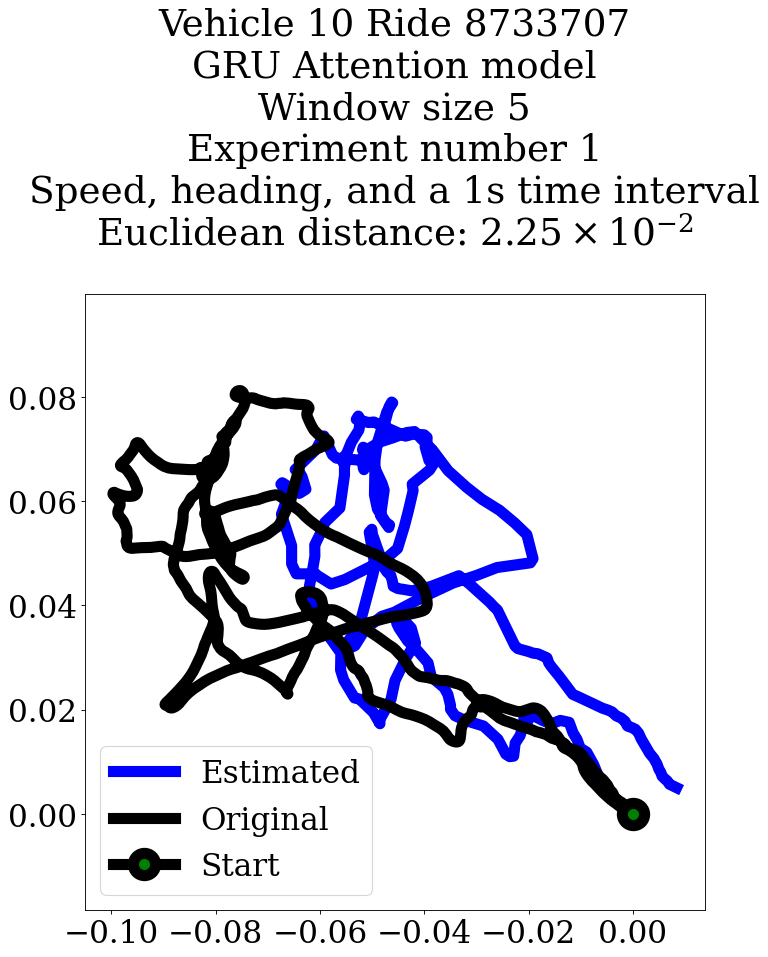 Vehicle 10 Ride 8733707
GRU Attention model
Window size 5
Experiment number 1
Speed, heading, and a 1s time interval
Euclidean distance: 2.25 × 10⁻²
0.08
0.06
0.04
0.02
0.00
Estimated
Original
Start
−0.10 −0.08 −0.06 −0.04 −0.02 0.00